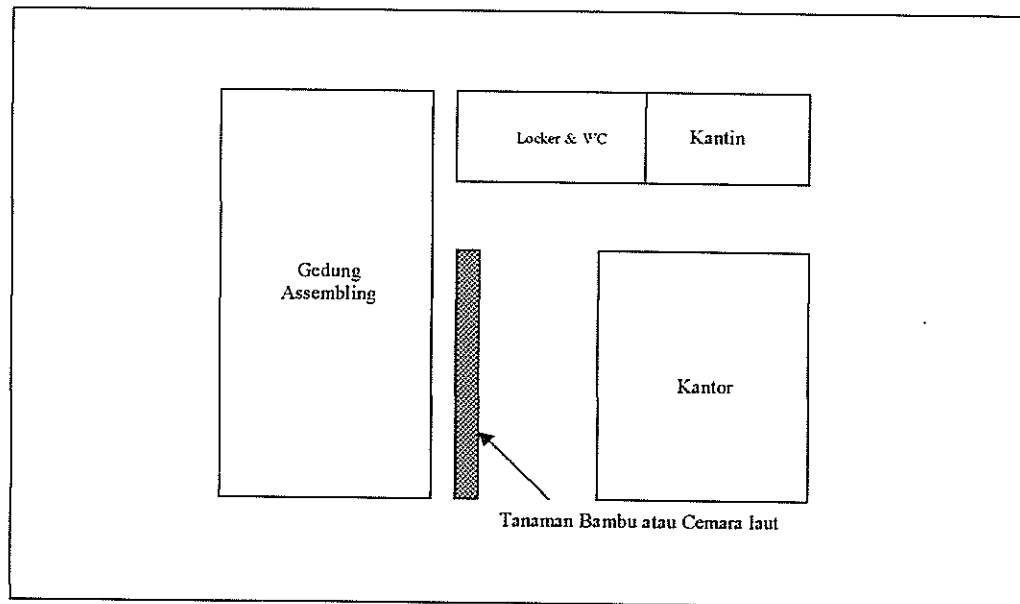 Locker & WC
Kantin
Gedung
Assembling
Kantor
Tanaman Bambu atau Cemara laut